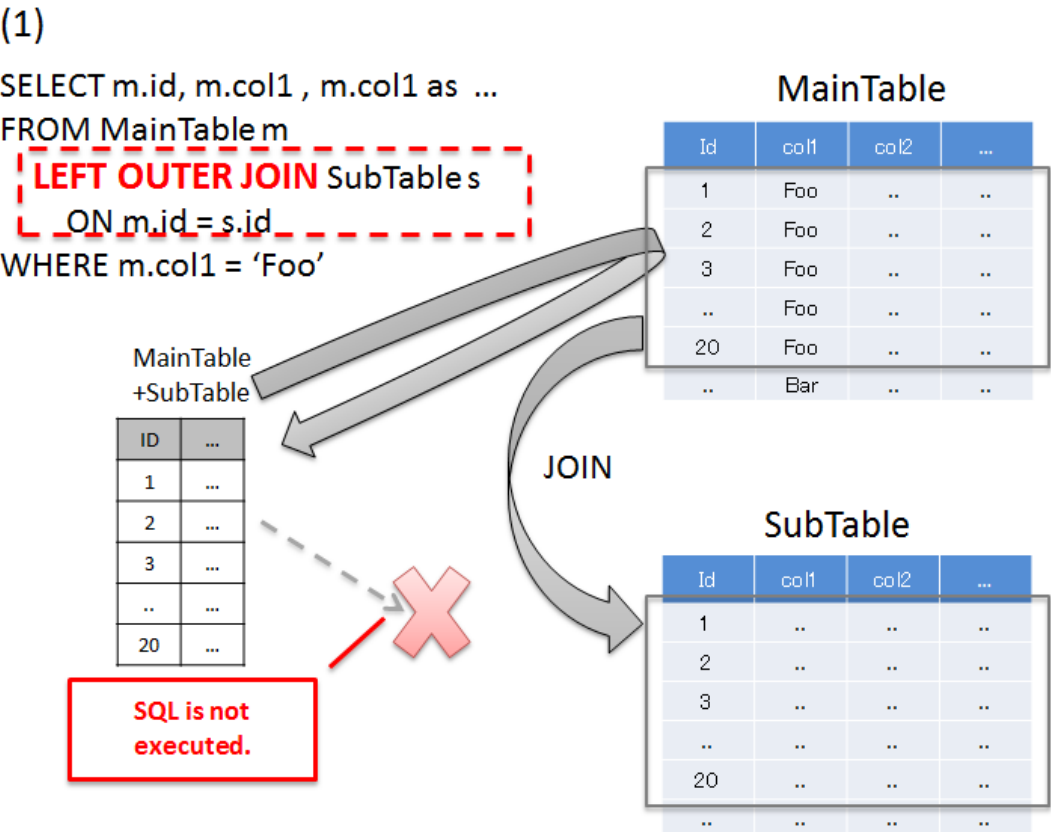 (1)
SELECT m.id, m.col1 , m.col1 as ...
FROM MainTable m
LEFT OUTER JOIN SubTable s
ON m.id = s.id
WHERE m.col1 = ‘Foo’
MainTable
Id col1 col2 ...
1 Foo .. ..
2 Foo .. ..
3 Foo .. ..
.. Foo .. ..
20 Foo .. ..
.. Bar .. ..
MainTable
+SubTable
ID ...
1 ...
2 ...
3 ...
.. ...
20 ...
JOIN
SQL is not
executed.
SubTable
Id col1 col2 ...
1 .. .. ..
2 .. .. ..
3 .. .. ..
.. .. .. ..
20 .. .. ..
.. .. .. ..